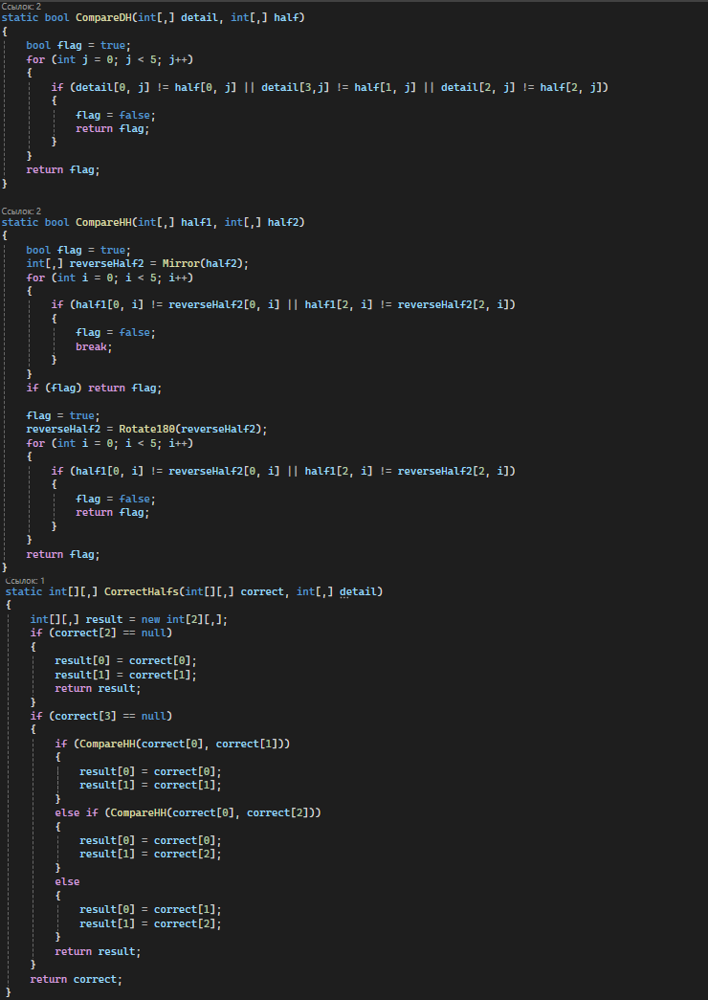 Ссылок: 2
static bool CompareDH(int[,] detail, int[,] half)
{
    bool flag = true;
    for (int j = 0; j < 5; j++)
    {
        if (detail[0, j] != half[0, j] || detail[3,j] != half[1, j] || detail[2, j] != half[2, j])
        {
            flag = false;
            return flag;
        }
    }
    return flag;
}
Ссылок: 2
static bool CompareHH(int[,] half1, int[,] half2)
{
    bool flag = true;
    int[,] reverseHalf2 = Mirror(half2);
    for (int i = 0; i < 5; i++)
    {
        if (half1[0, i] != reverseHalf2[0, i] || half1[2, i] != reverseHalf2[2, i])
        {
            flag = false;
            break;
        }
    }
    if (flag) return flag;
    flag = true;
    reverseHalf2 = Rotate180(reverseHalf2);
    for (int i = 0; i < 5; i++)
    {
        if (half1[0, i] != reverseHalf2[0, i] || half1[2, i] != reverseHalf2[2, i])
        {
            flag = false;
            return flag;
        }
    }
    return flag;
}
Ссылок: 1
static int[][,] CorrectHalfs(int[][,] correct, int[,] detail)
{
    int[][,] result = new int[2][,];
    if (correct[2] == null)
    {
        result[0] = correct[0];
        result[1] = correct[1];
        return result;
    }
    if (correct[3] == null)
    {
        if (CompareHH(correct[0], correct[1]))
        {
            result[0] = correct[0];
            result[1] = correct[1];
        }
        else if (CompareHH(correct[0], correct[2]))
        {
            result[0] = correct[0];
            result[1] = correct[2];
        }
        else
        {
            result[0] = correct[1];
            result[1] = correct[2];
        }
        return result;
    }
    return correct;
}